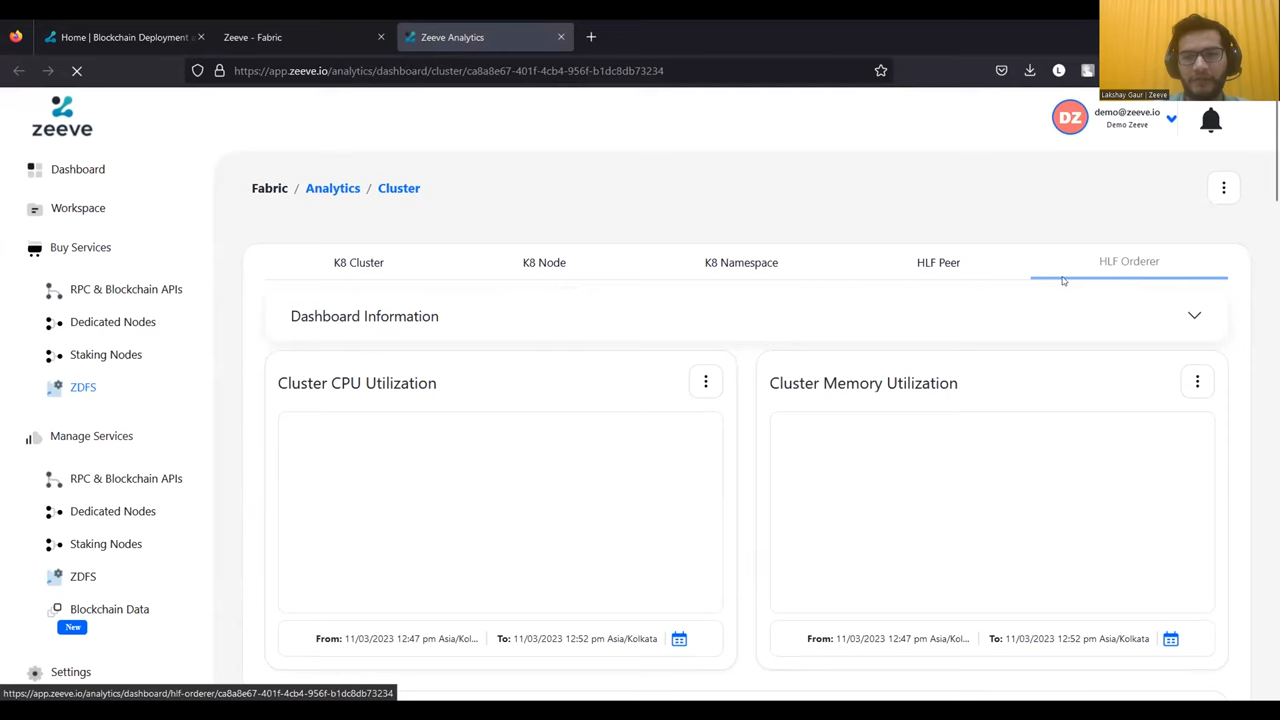 Home | Blockchain Deployment
Zeeve - Fabric
Zeeve Analytics
https://app.zeeve.io/analytics/dashboard/cluster/ca8a8e67-401f-4cb4-956f-b1dc8db73234
L
Lakshay Gaur | Zeeve
zeeve
DZ
demo@zeeve.io
Demo Zeeve
Dashboard
Workspace
Buy Services
RPC & Blockchain APIs
Dedicated Nodes
Staking Nodes
ZDFS
Manage Services
RPC & Blockchain APIs
Dedicated Nodes
Staking Nodes
ZDFS
Blockchain Data
New
Settings
Fabric / Analytics / Cluster
K8 Cluster
K8 Node
K8 Namespace
HLF Peer
HLF Orderer
Dashboard Information
Cluster CPU Utilization
From: 11/03/2023 12:47 pm Asia/Kol... To: 11/03/2023 12:52 pm Asia/Kolkata
Cluster Memory Utilization
From: 11/03/2023 12:47 pm Asia/Kol... To: 11/03/2023 12:52 pm Asia/Kolkata
https://app.zeeve.io/analytics/dashboard/hlf-orderer/ca8a8e67-401f-4cb4-956f-b1dc8db73234